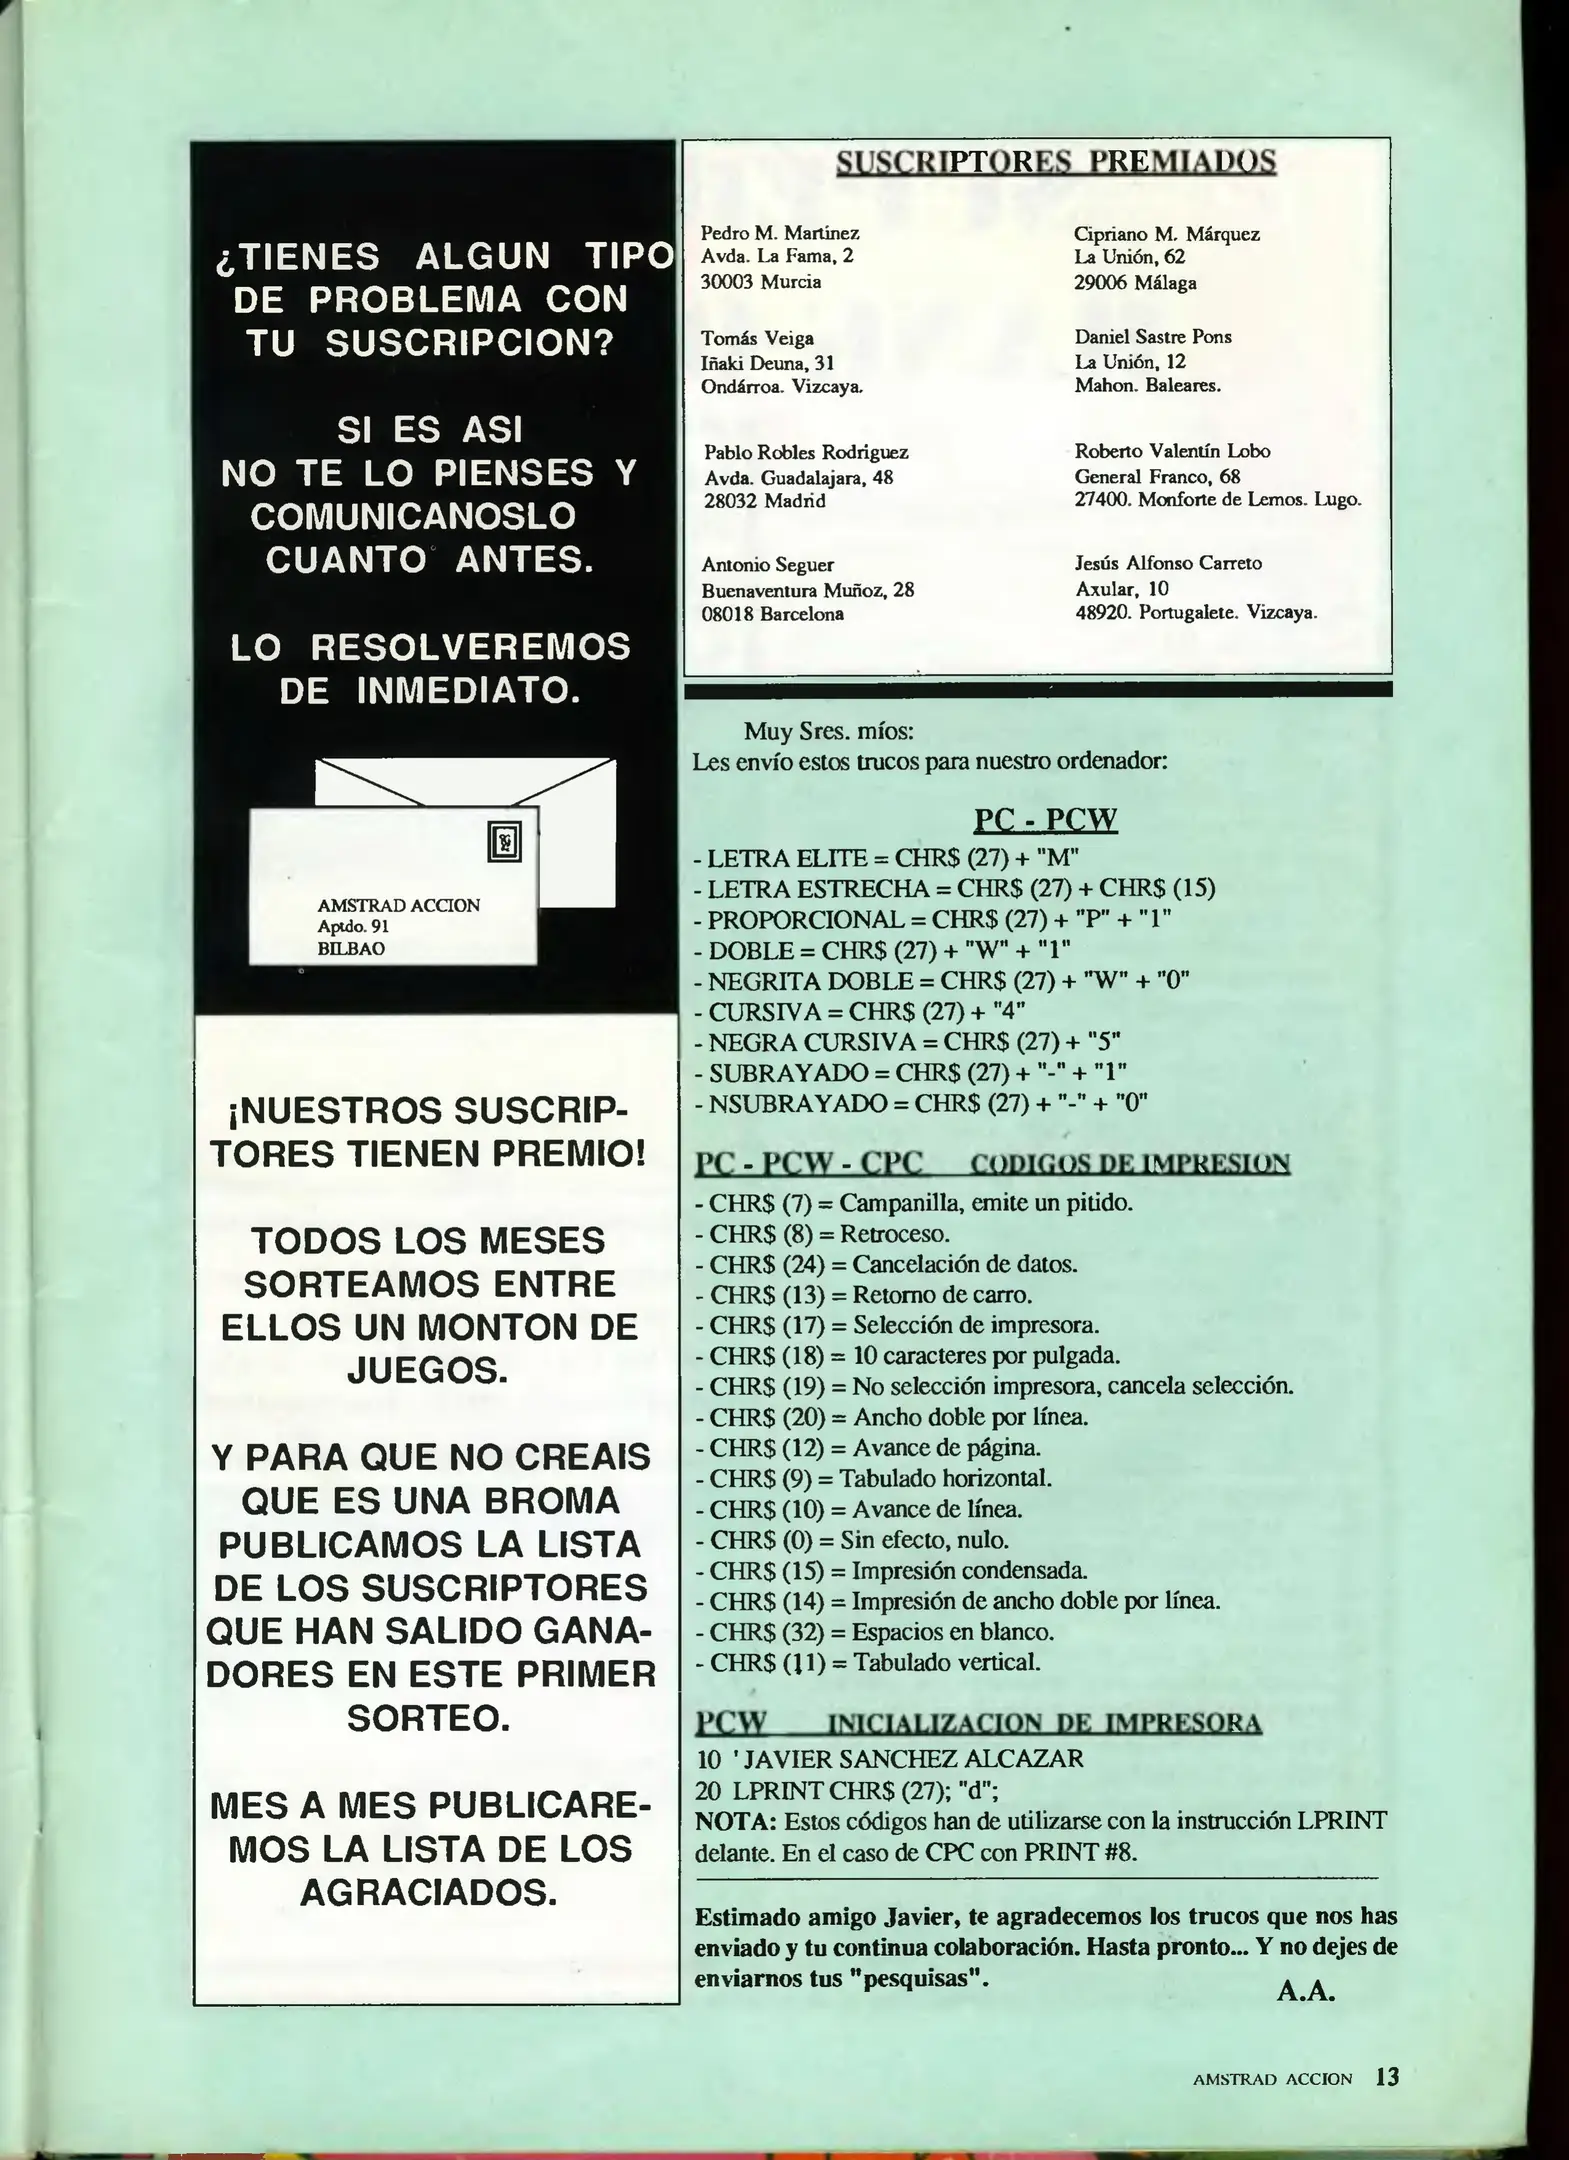 ¿TIENES ALGUN TIPO
DE PROBLEMA CON
TU SUSCRIPCION?
SI ES ASI
NO TE LO PIENSES Y
COMUNICANOSLO
CUANTO ANTES.
LO RESOLVEREMOS
DE INMEDIATO.
AMSTRAD ACCION
Aptdo. 91
BILBAO
¡NUESTROS SUSCRIP-
TORES TIENEN PREMIO!
TODOS LOS MESES
SORTEAMOS ENTRE
ELLOS UN MONTON DE
JUEGOS.
Y PARA QUE NO CREAIS
QUE ES UNA BROMA
PUBLICAMOS LA LISTA
DE LOS SUSCRIPTORES
QUE HAN SALIDO GANA-
DORES EN ESTE PRIMER
SORTEO.
MES A MES PUBLICARE-
MOS LA LISTA DE LOS
AGRACIADOS.
SUSCRIPTORES PREMIADOS
Pedro M. Martínez
Avda. La Fama, 2
30003 Murcia
Tomás Veiga
Iñaki Deuna, 31
Ondárroa. Vizcaya.
Pablo Robles Rodriguez
Avda. Guadalajara, 48
28032 Madrid
Antonio Seguer
Buenaventura Muñoz, 28
08018 Barcelona
Cipriano M. Márquez
La Unión, 62
29006 Málaga
Daniel Sastre Pons
La Unión, 12
Mahon. Baleares.
Roberto Valentín Lobo
General Franco, 68
27400. Monforte de Lemos. Lugo.
Jesús Alfonso Carreto
Axular, 10
48920. Portugalete. Vizcaya.
Muy Sres. míos:
Les envío estos trucos para nuestro ordenador:
PC - PCW
- LETRA ELITE = CHR$ (27) + "M"
- LETRA ESTRECHA = CHR$ (27) + CHR$ (15)
- PROPORCIONAL = CHR$ (27) + "P" + "1"
- DOBLE = CHR$ (27) + "W" + "1"
- NEGRITA DOBLE = CHR$ (27) + "W" + "0"
- CURSIVA = CHR$ (27) + "4"
- NEGRA CURSIVA = CHR$ (27) + "5"
- SUBRAYADO = CHR$ (27) + "-" + "1"
- NSUBRAYADO = CHR$ (27) + "-" + "0"
PC - PCW - CPC CODIGOS DE IMPRESION
- CHR$ (7) = Campanilla, emite un pitido.
- CHR$ (8) = Retroceso.
- CHR$ (24) = Cancelación de datos.
- CHR$ (13) = Retorno de carro.
- CHR$ (17) = Selección de impresora.
- CHR$ (18) = 10 caracteres por pulgada.
- CHR$ (19) = No selección impresora, cancela selección.
- CHR$ (20) = Ancho doble por línea.
- CHR$ (12) = Avance de página.
- CHR$ (9) = Tabulado horizontal.
- CHR$ (10) = Avance de línea.
- CHR$ (0) = Sin efecto, nulo.
- CHR$ (15) = Impresión condensada.
- CHR$ (14) = Impresión de ancho doble por línea.
- CHR$ (32) = Espacios en blanco.
- CHR$ (11) = Tabulado vertical.
PCW INICIALIZACION DE IMPRESORA
10 ' JAVIER SANCHEZ ALCAZAR
20 LPRINT CHR$ (27); "d";
NOTA: Estos códigos han de utilizarse con la instrucción LPRINT
delante. En el caso de CPC con PRINT #8.
Estimado amigo Javier, te agradecemos los trucos que nos has
enviado y tu continua colaboración. Hasta pronto... Y no dejes de
enviarnos tus "pesquisas".
A.A.
AMSTRAD ACCION 13